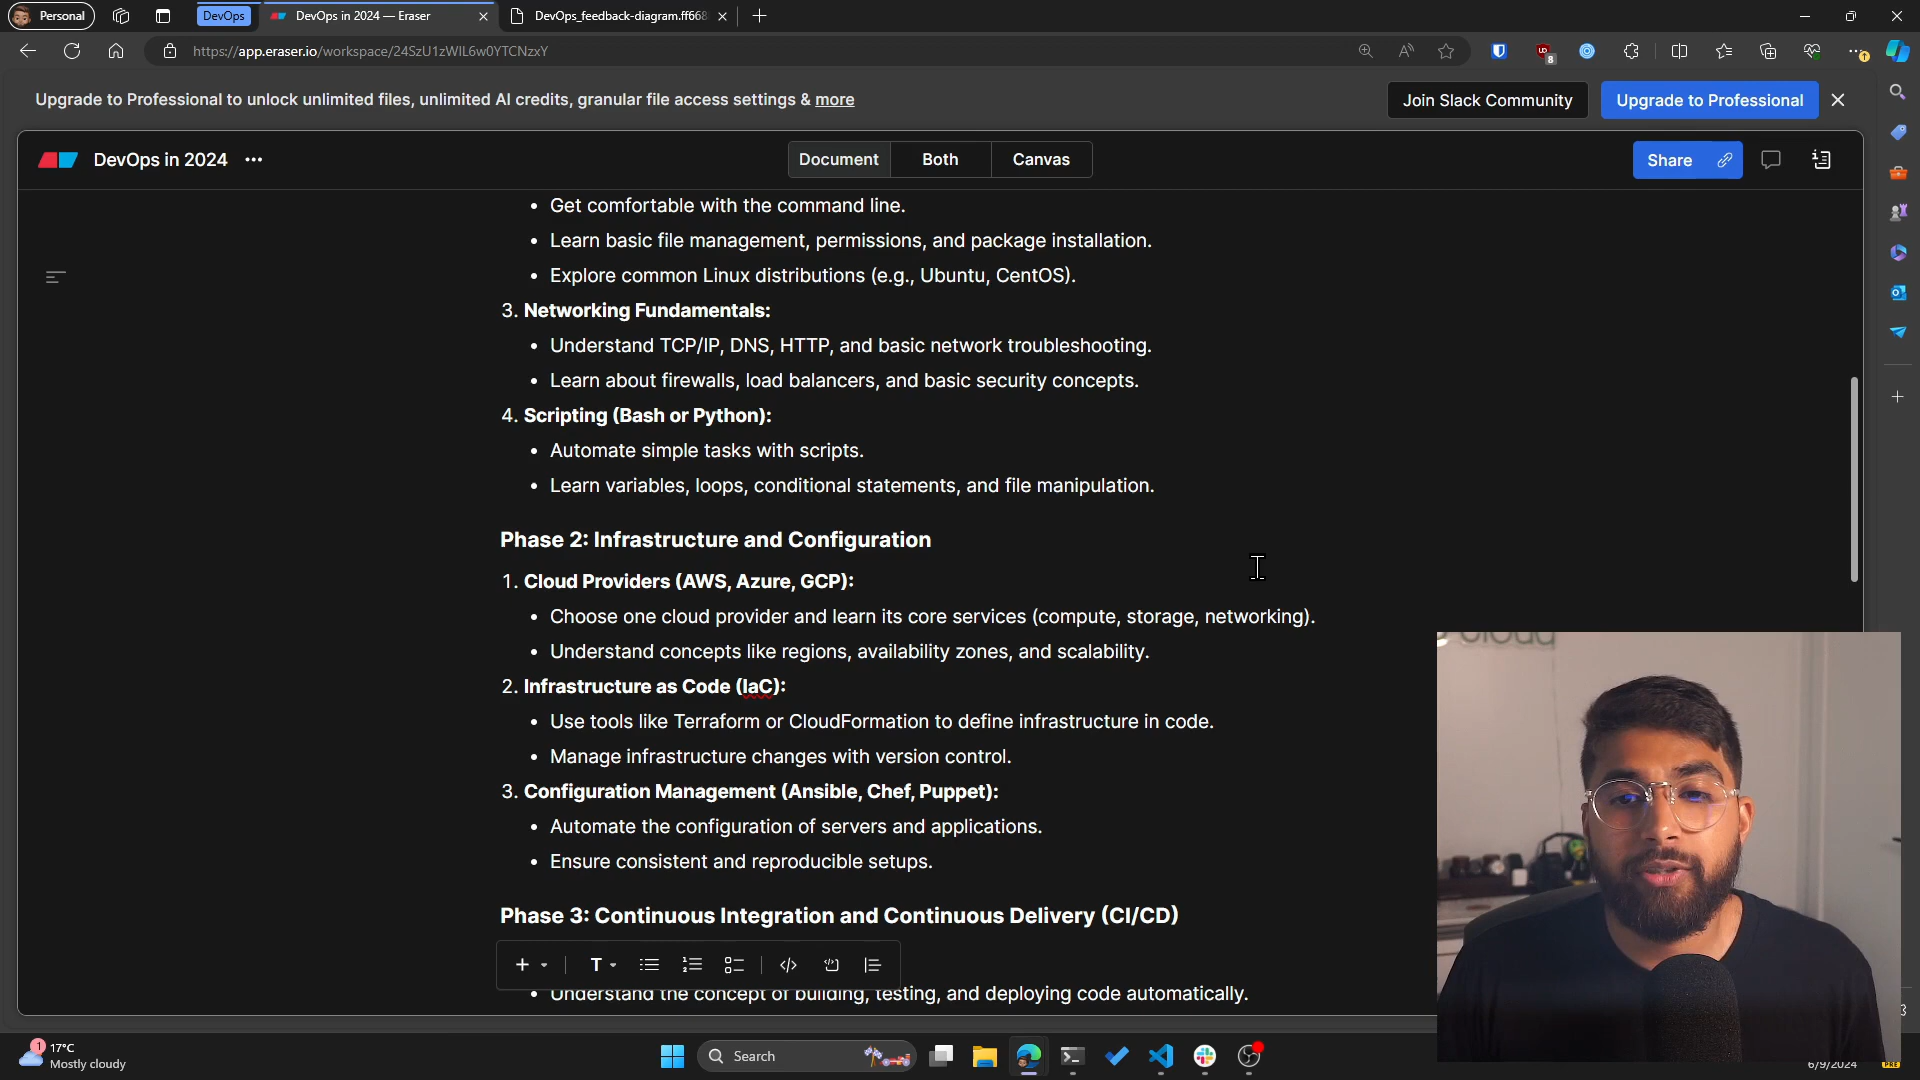 Personal
DevOps
DevOps in 2024 — Eraser
DevOps_feedback-diagram.ff668
https://app.eraser.io/workspace/24SzU1zWIL6w0YTCNzxY
8
Upgrade to Professional to unlock unlimited files, unlimited AI credits, granular file access settings & more
Join Slack Community
Upgrade to Professional
DevOps in 2024
Document
Both
Canvas
Share
• Get comfortable with the command line.
• Learn basic file management, permissions, and package installation.
• Explore common Linux distributions (e.g., Ubuntu, CentOS).
3. Networking Fundamentals:
• Understand TCP/IP, DNS, HTTP, and basic network troubleshooting.
• Learn about firewalls, load balancers, and basic security concepts.
4. Scripting (Bash or Python):
• Automate simple tasks with scripts.
• Learn variables, loops, conditional statements, and file manipulation.
Phase 2: Infrastructure and Configuration
1. Cloud Providers (AWS, Azure, GCP):
• Choose one cloud provider and learn its core services (compute, storage, networking).
• Understand concepts like regions, availability zones, and scalability.
2. Infrastructure as Code (IaC):
• Use tools like Terraform or CloudFormation to define infrastructure in code.
• Manage infrastructure changes with version control.
3. Configuration Management (Ansible, Chef, Puppet):
• Automate the configuration of servers and applications.
• Ensure consistent and reproducible setups.
Phase 3: Continuous Integration and Continuous Delivery (CI/CD)
• Understand the concept of building, testing, and deploying code automatically.
cloud
1
17°C
Mostly cloudy
Search
6/9/2024
PRE